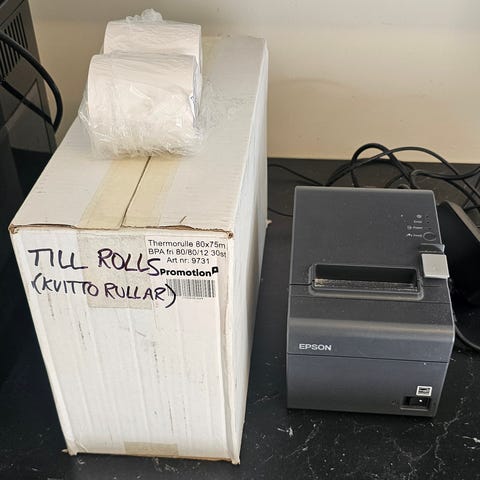 TILL ROLLS
(KVITTO RULLAR)
Thermorulle 80x75m
BPA fri 80/80/12 30st
Art nr: 9731
Promotion
EPSON